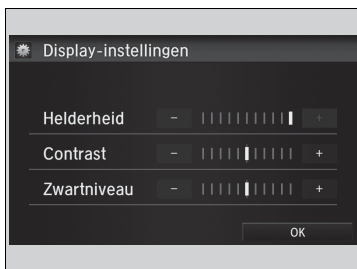 Display-instellingen
Helderheid - +
Contrast - +
Zwartniveau - +
OK